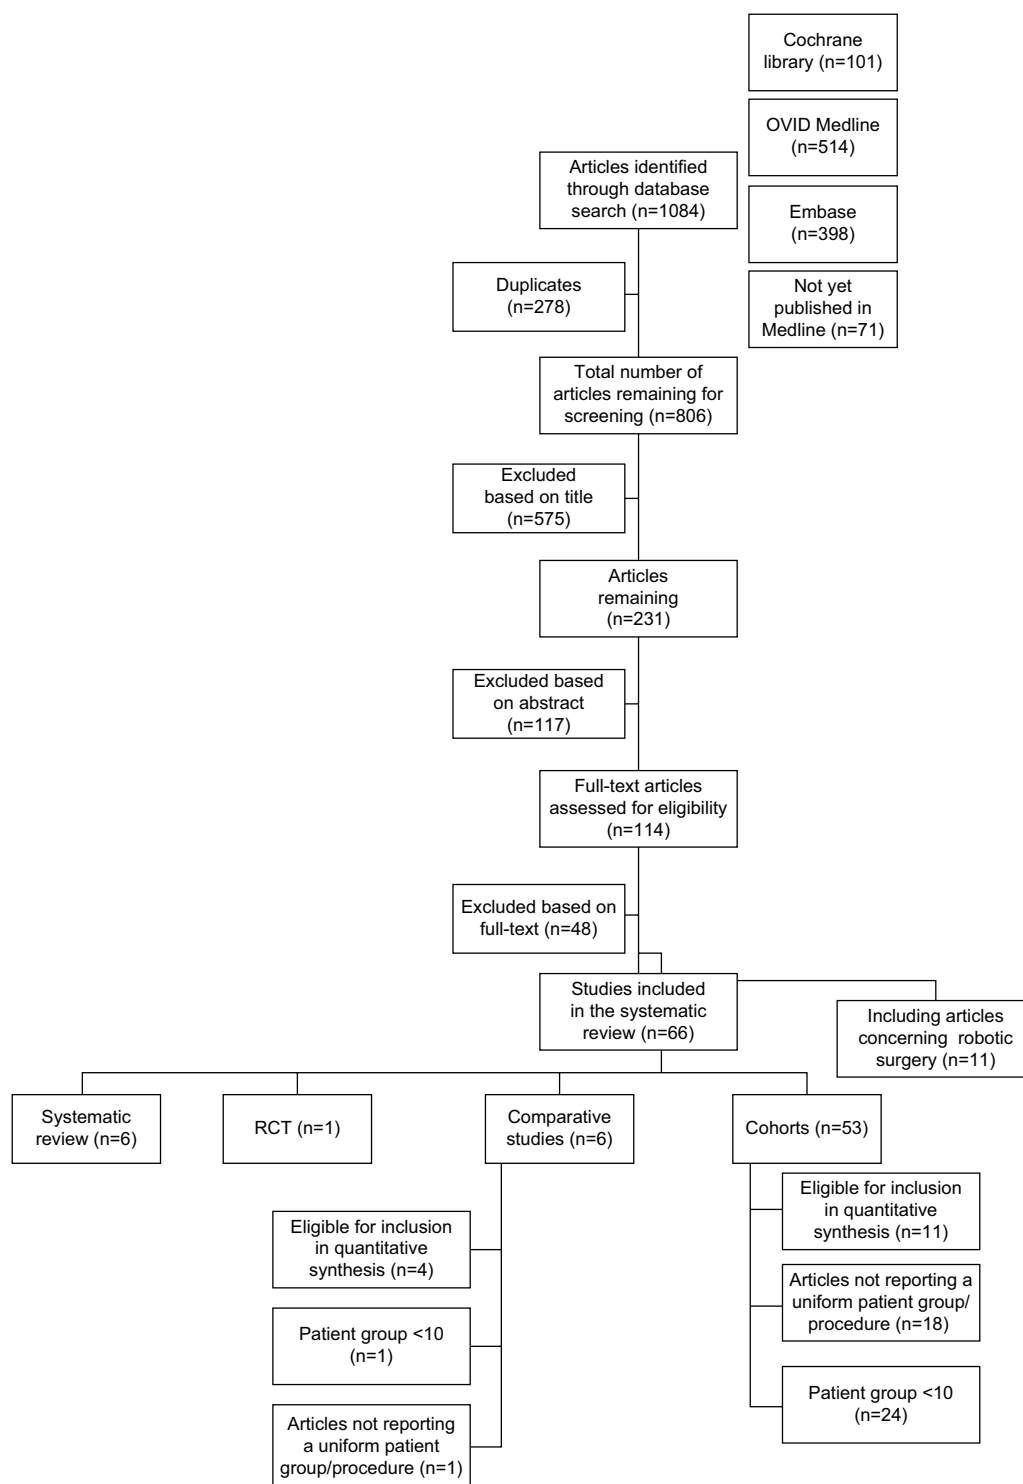 Cochrane
library (n=101)
OVID Medline
(n=514)
Articles identified
through database
search (n=1084)
Embase
(n=398)
Duplicates
(n=278)
Not yet
published in
Medline (n=71)
Total number of
articles remaining for
screening (n=806)
Excluded
based on title
(n=575)
Articles
remaining
(n=231)
Excluded based
on abstract
(n=117)
Full-text articles
assessed for eligibility
(n=114)
Excluded based on
full-text (n=48)
Studies included
in the systematic
review (n=66)
Including articles
concerning robotic
surgery (n=11)
Systematic
review (n=6)
RCT (n=1)
Comparative
studies (n=6)
Cohorts (n=53)
Eligible for inclusion
in quantitative
synthesis (n=4)
Patient group <10
(n=1)
Articles not reporting
a uniform patient
group/procedure (n=1)
Eligible for inclusion
in quantitative
synthesis (n=11)
Articles not reporting a
uniform patient group/
procedure (n=18)
Patient group <10
(n=24)